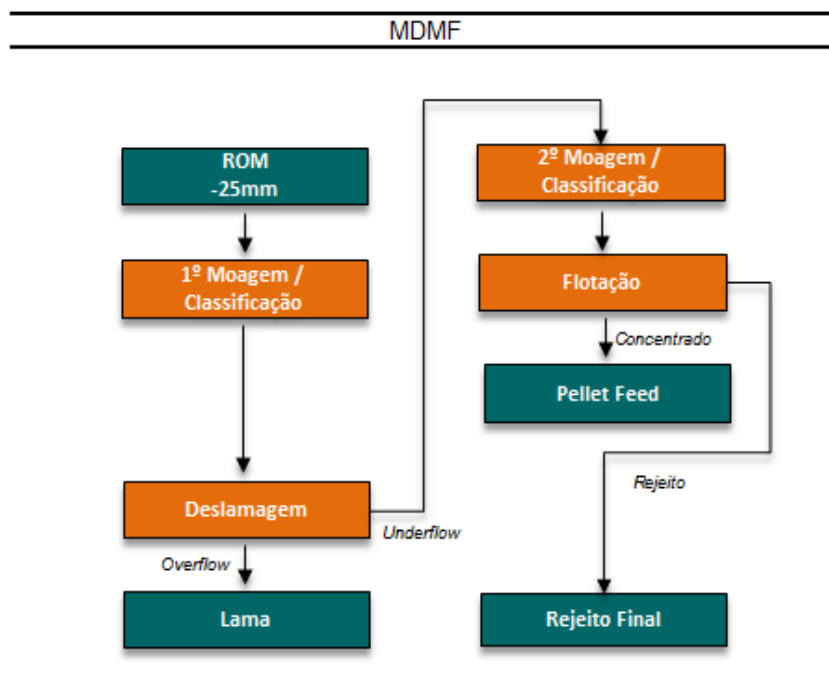 MDMF
ROM
-25mm
1º Moagem /
Classificação
Deslamagem
Underflow
Overflow
Lama
2º Moagem /
Classificação
Flotação
Concentrado
Pellet Feed
Rejeito
Rejeito Final